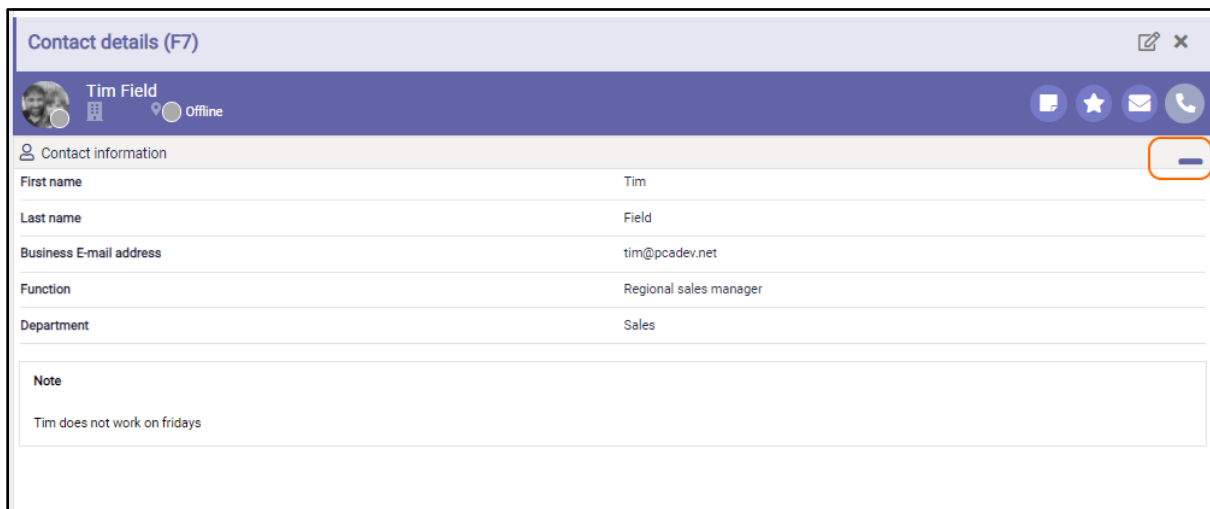 Contact details (F7)
Tim Field
Offline
Contact information
First name Tim
Last name Field
Business E-mail address tim@pcadev.net
Function Regional sales manager
Department Sales
Note
Tim does not work on fridays